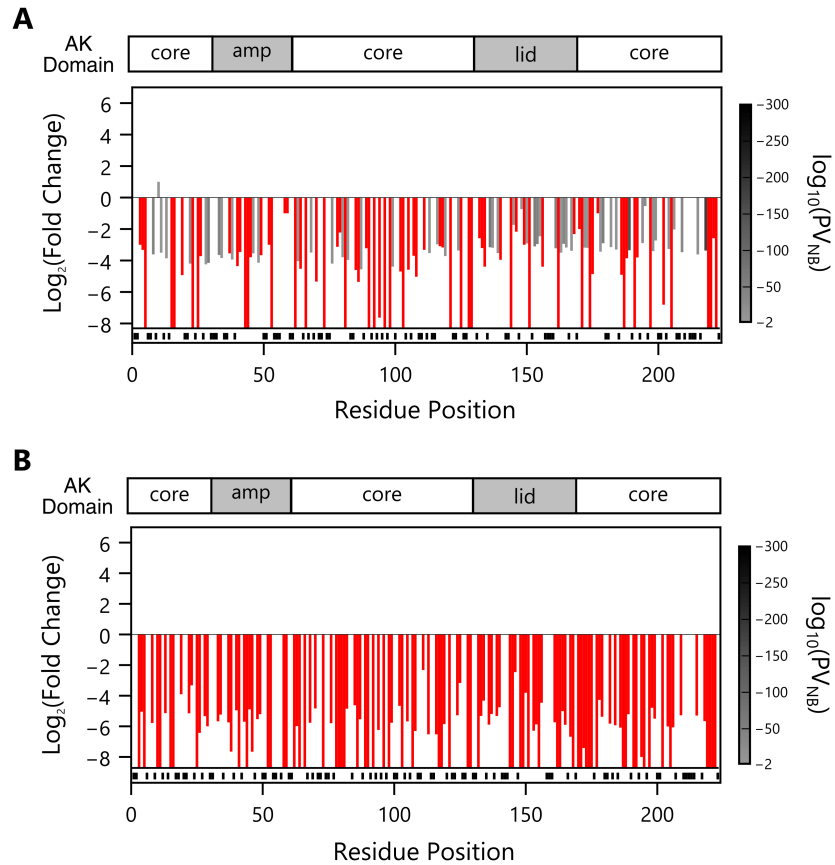 A
AK
Domain
core
amp
core
lid
core
Log₂(Fold Change)
6
4
2
0
−2
−4
−6
−8
0
50
100
150
200
Residue Position
−300
−250
−200
−150
−100
−50
−2
log₁₀(PV_NB)
B
AK
Domain
core
amp
core
lid
core
Log₂(Fold Change)
6
4
2
0
−2
−4
−6
−8
0
50
100
150
200
Residue Position
−300
−250
−200
−150
−100
−50
−2
log₁₀(PV_NB)